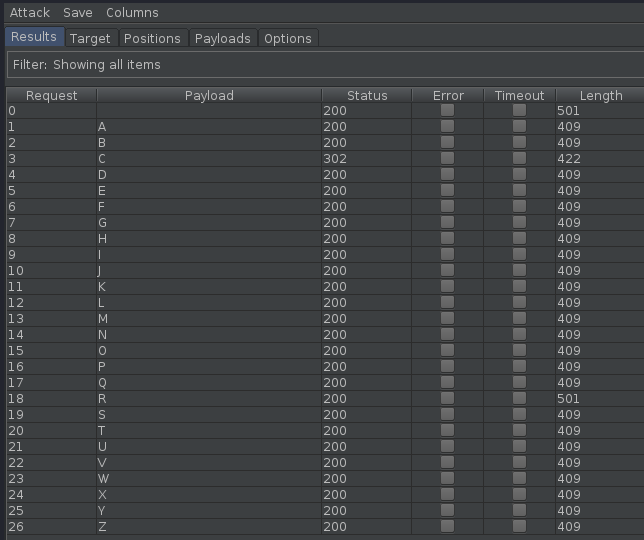 Attack Save Columns
Results Target Positions Payloads Options
Filter: Showing all items
Request Payload Status Error Timeout Length
0 200 501
1 A 200 409
2 B 200 409
3 C 302 422
4 D 200 409
5 E 200 409
6 F 200 409
7 G 200 409
8 H 200 409
9 I 200 409
10 J 200 409
11 K 200 409
12 L 200 409
13 M 200 409
14 N 200 409
15 O 200 409
16 P 200 409
17 Q 200 409
18 R 200 501
19 S 200 409
20 T 200 409
21 U 200 409
22 V 200 409
23 W 200 409
24 X 200 409
25 Y 200 409
26 Z 200 409